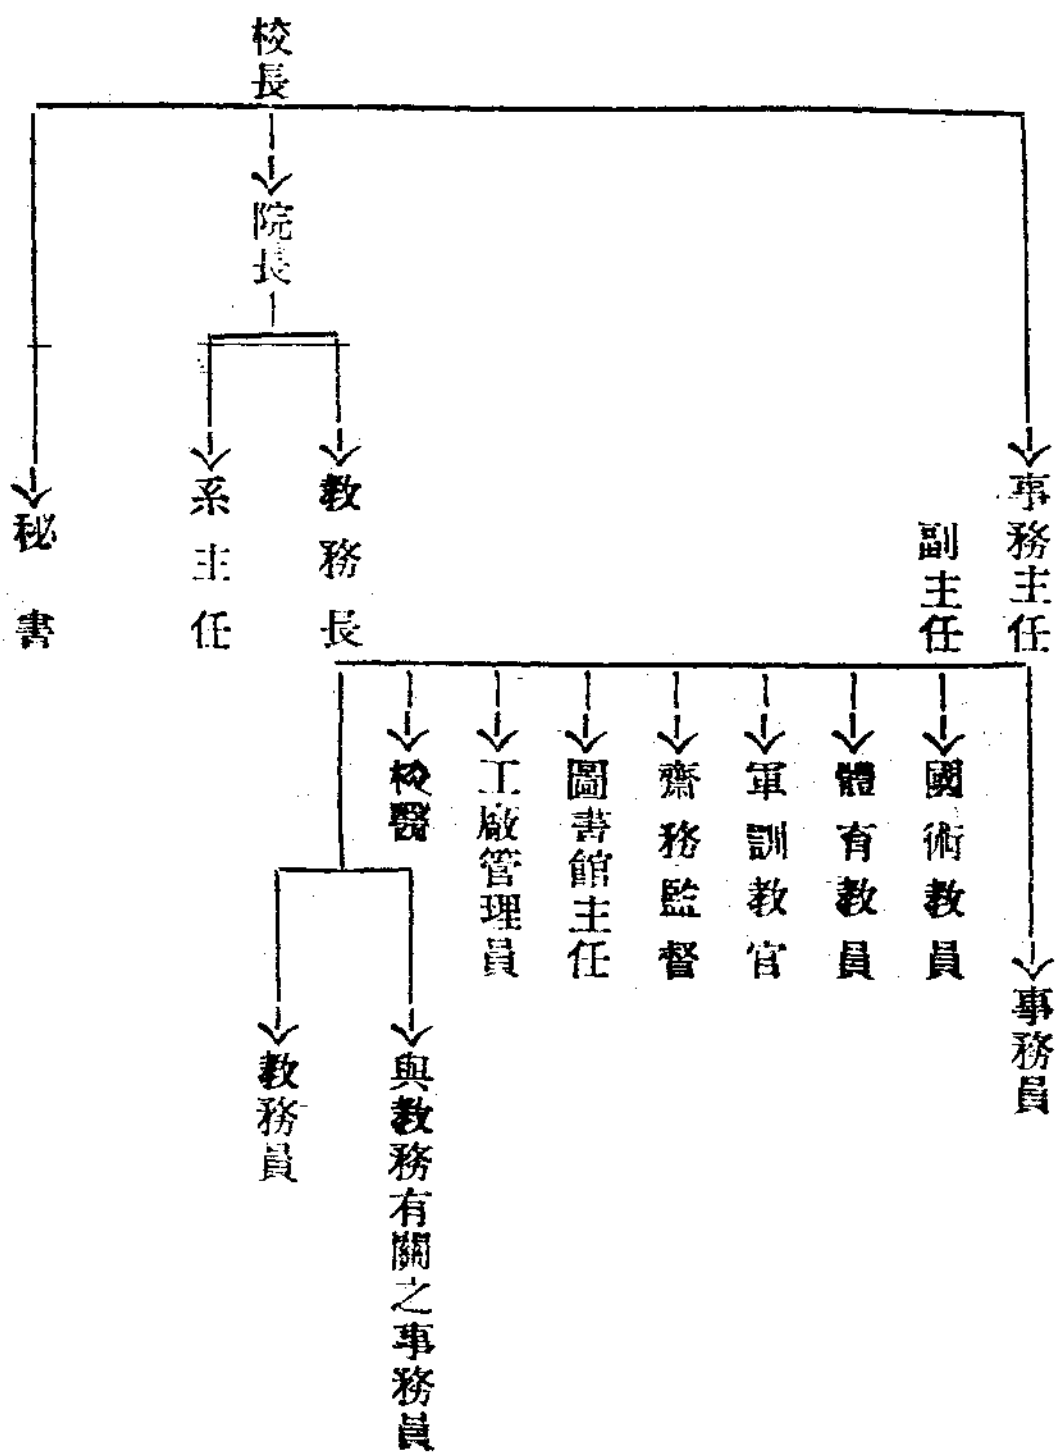 校長
院長
事務主任
副主任
教務長
系主任
秘書
事務員
國術教員
體育教員
軍訓教官
齋務監督
圖書館主任
工廠管理員
校醫
與教務有關之事務員
教務員